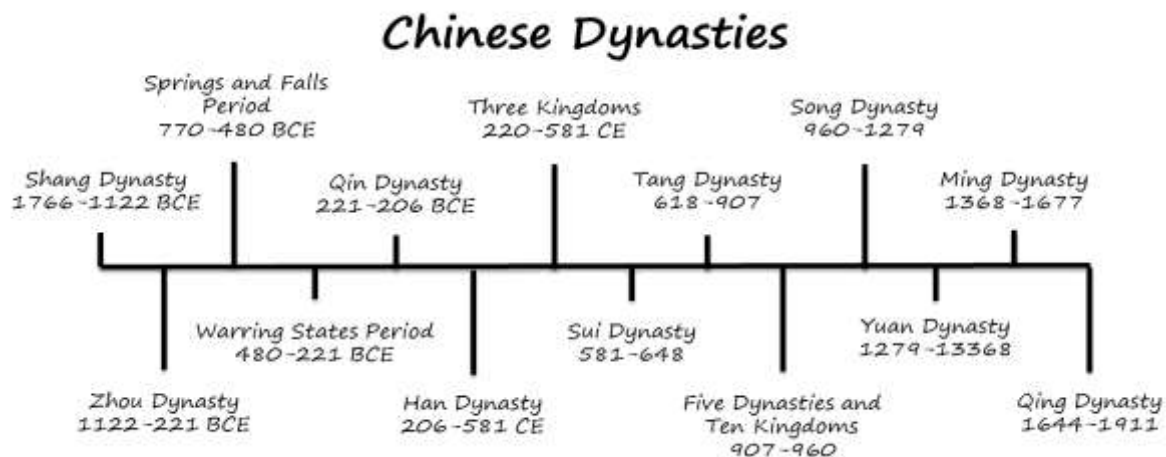 Chinese Dynasties
Springs and Falls
Period
770-480 BCE
Three Kingdoms
220-581 CE
Song Dynasty
960-1279
Shang Dynasty
1766-1122 BCE
Qin Dynasty
221-206 BCE
Tang Dynasty
618-907
Ming Dynasty
1368-1677
Warring States Period
480-221 BCE
Sui Dynasty
581-648
Yuan Dynasty
1279-13368
Zhou Dynasty
1122-221 BCE
Han Dynasty
206-581 CE
Five Dynasties and
Ten Kingdoms
907-960
Qing Dynasty
1644-1911